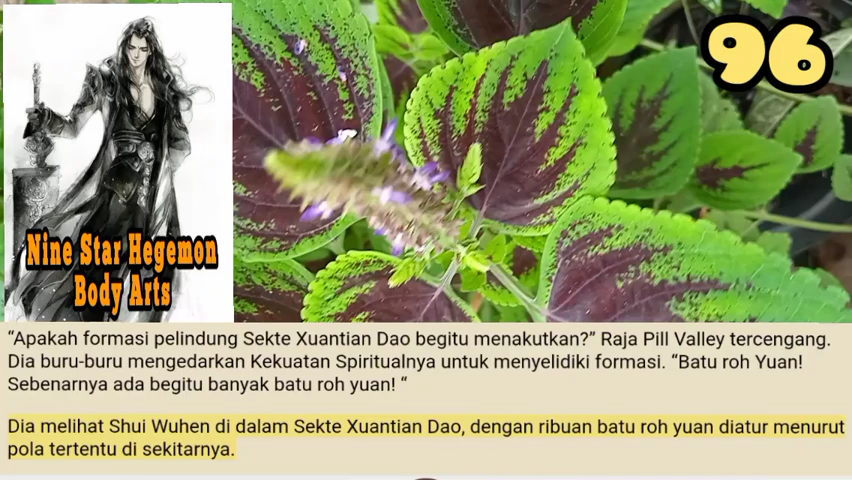 96
Nine Star Hegemon
Body Arts
“Apakah formasi pelindung Sekte Xuantian Dao begitu menakutkan?” Raja Pill Valley tercengang.
Dia buru-buru mengedarkan Kekuatan Spiritualnya untuk menyelidiki formasi. “Batu roh Yuan!
Sebenarnya ada begitu banyak batu roh yuan! “
Dia melihat Shui Wuhen di dalam Sekte Xuantian Dao, dengan ribuan batu roh yuan diatur menurut
pola tertentu di sekitarnya.